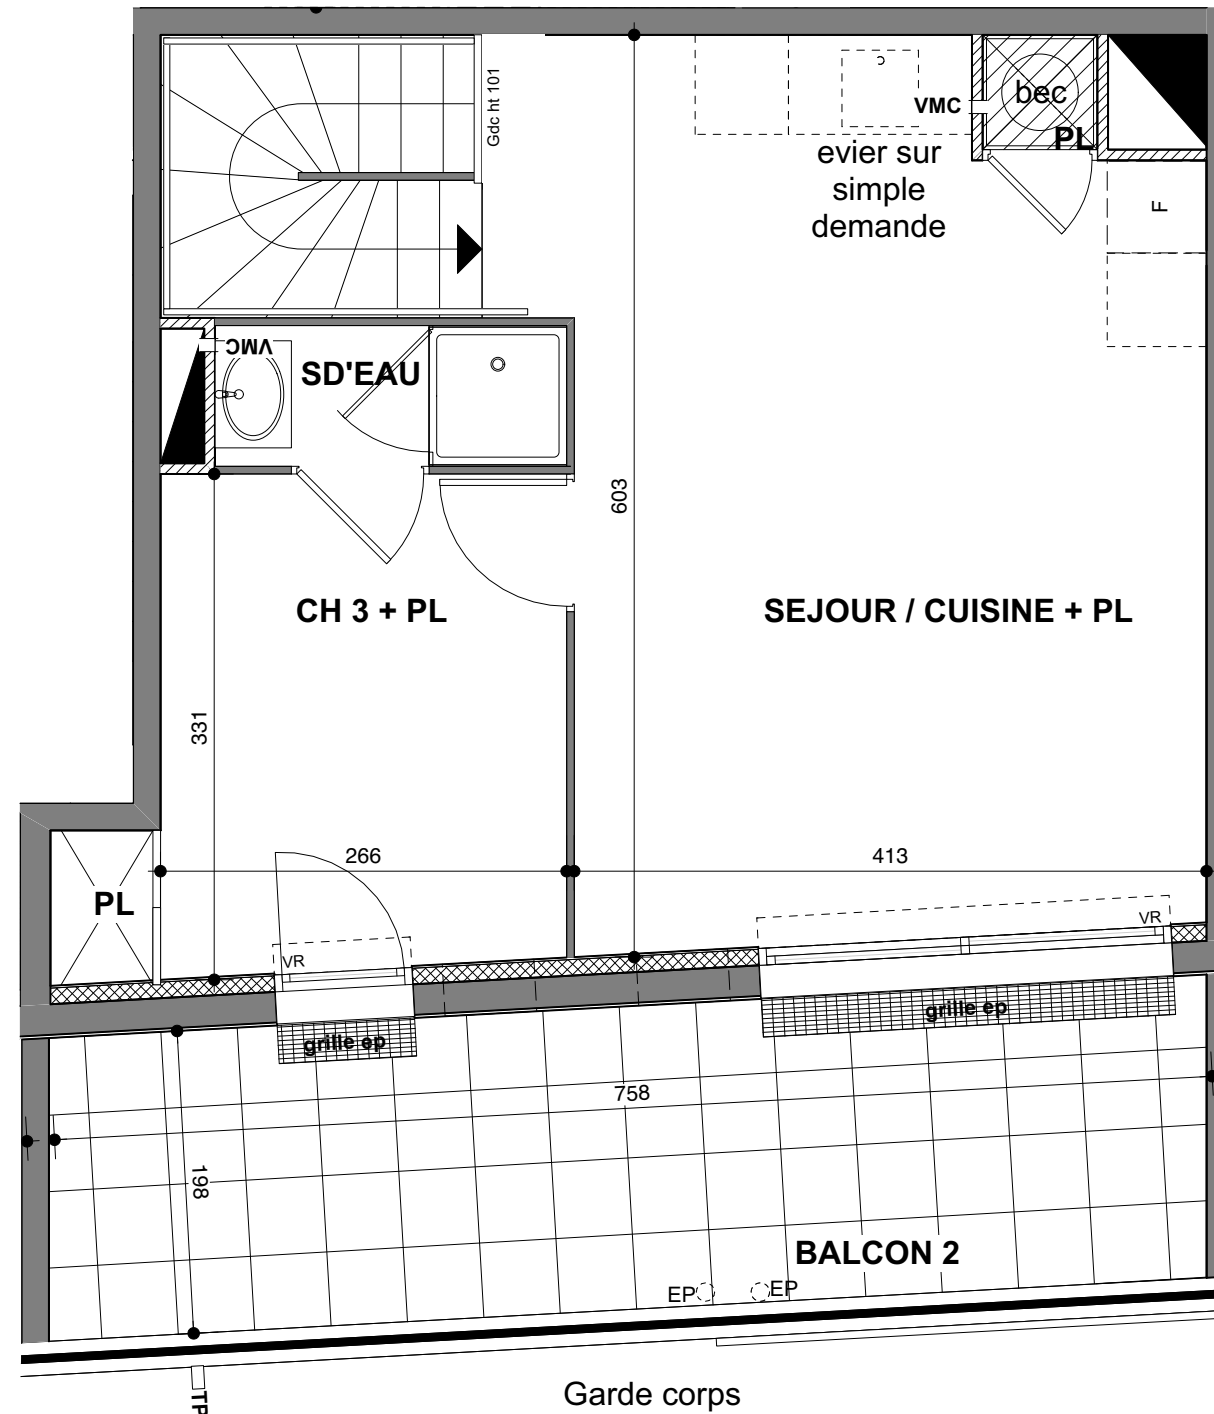 Gdc ht 101
VMC
bec
PL
evier sur
simple
demande
F
VMC
SD'EAU
603
CH 3 + PL
SEJOUR / CUISINE + PL
331
266
413
PL
VR
VR
grille ep
grille ep
758
198
BALCON 2
EP
EP
Garde corps
TP